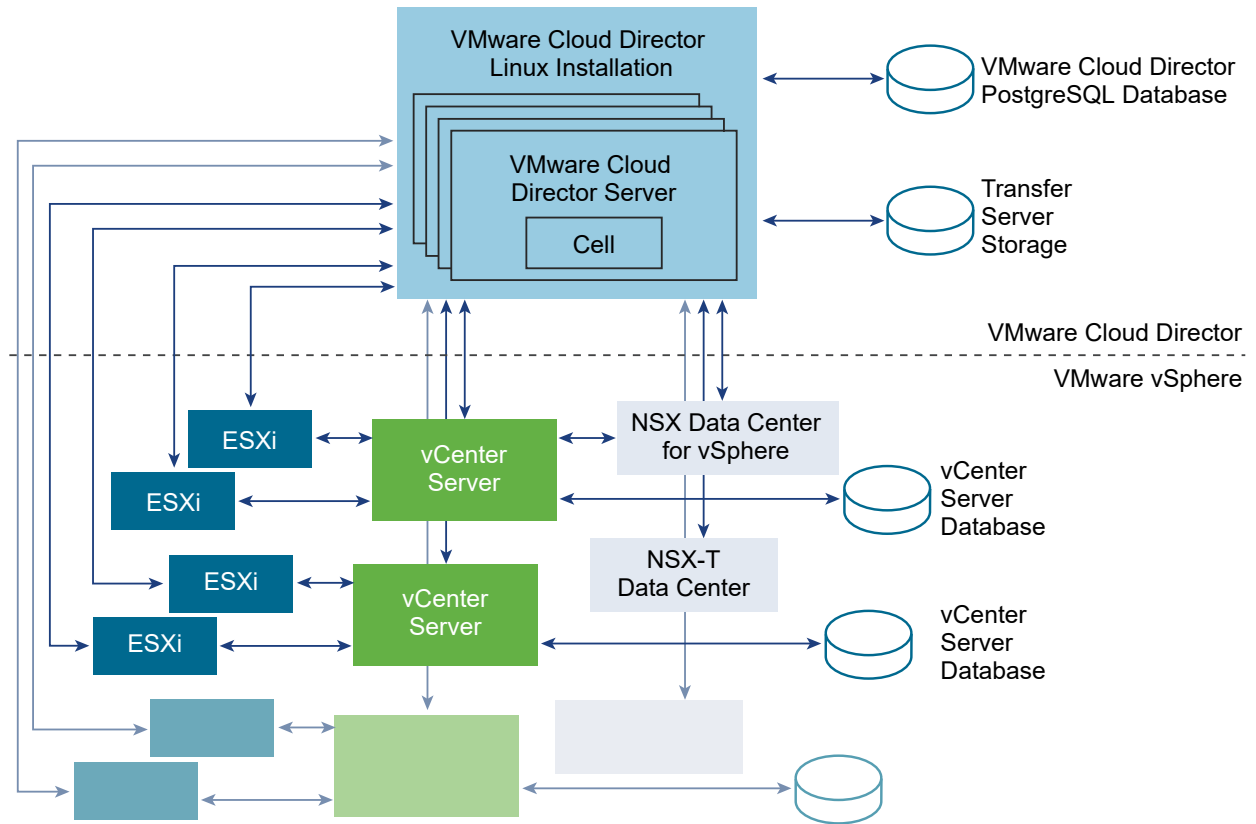 VMware Cloud Director
Linux Installation
VMware Cloud Director
PostgreSQL Database
VMware Cloud
Director Server
Cell
Transfer
Server
Storage
VMware Cloud Director
VMware vSphere
ESXi
vCenter
Server
NSX Data Center
for vSphere
ESXi
vCenter
Server
Database
ESXi
vCenter
Server
NSX-T
Data Center
ESXi
vCenter
Server
Database